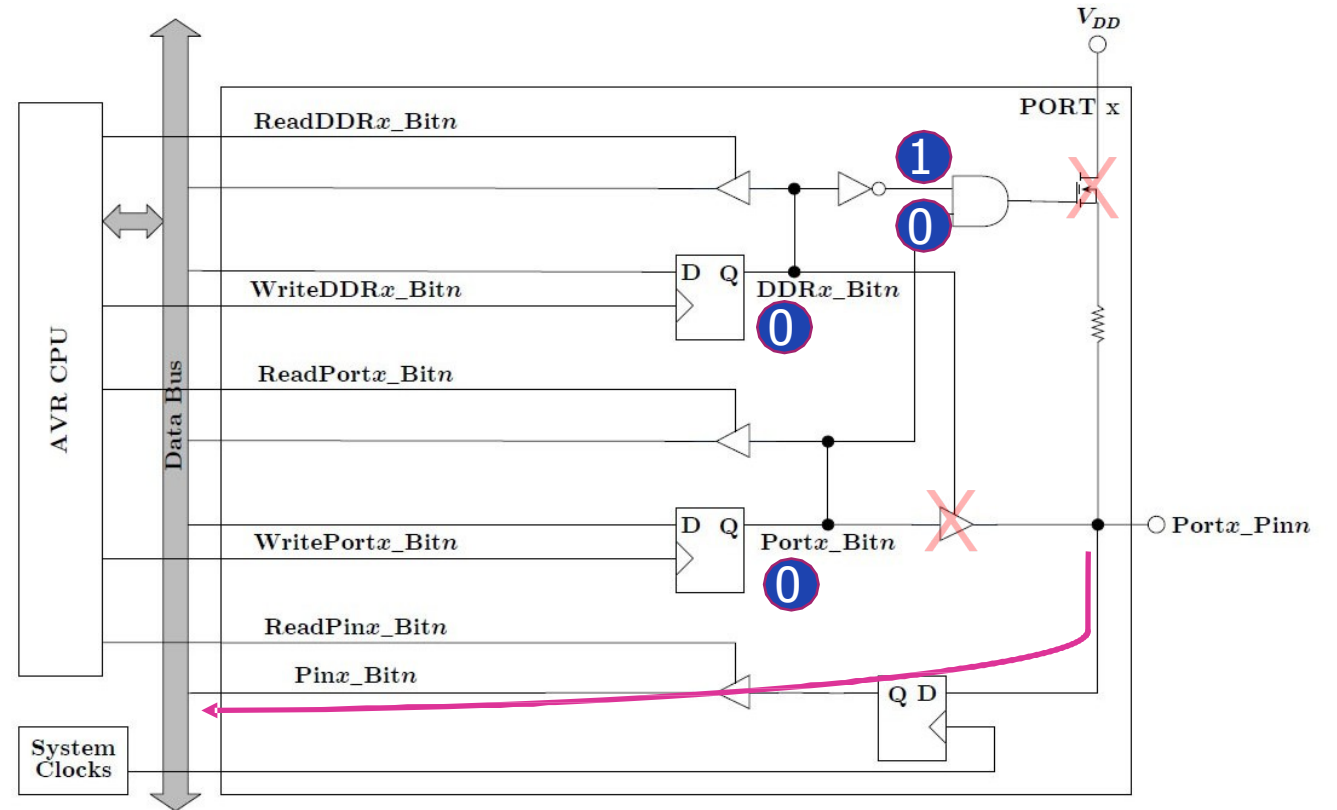 V_DD
PORT x
ReadDDRx_Bitn
1
0
D Q
DDRx_Bitn
WriteDDRx_Bitn
0
AVR CPU
Data Bus
ReadPortx_Bitn
X
D Q
Portx_Bitn
X
Portx_Pinn
WritePortx_Bitn
0
ReadPinx_Bitn
Pinx_Bitn
Q D
System
Clocks